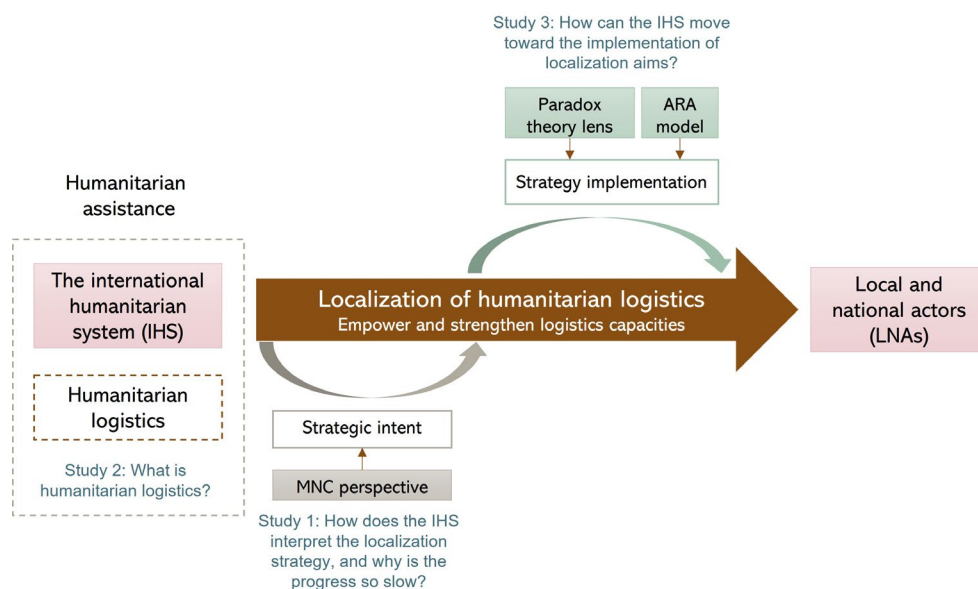 Study 3: How can the IHS move
toward the implementation of
localization aims?
Paradox
theory lens
ARA
model
Strategy implementation
Humanitarian
assistance
The international
humanitarian
system (IHS)
Humanitarian
logistics
Study 2: What is
humanitarian logistics?
Localization of humanitarian logistics
Empower and strengthen logistics capacities
Local and
national actors
(LNAs)
Strategic intent
MNC perspective
Study 1: How does the IHS
interpret the localization
strategy, and why is the
progress so slow?